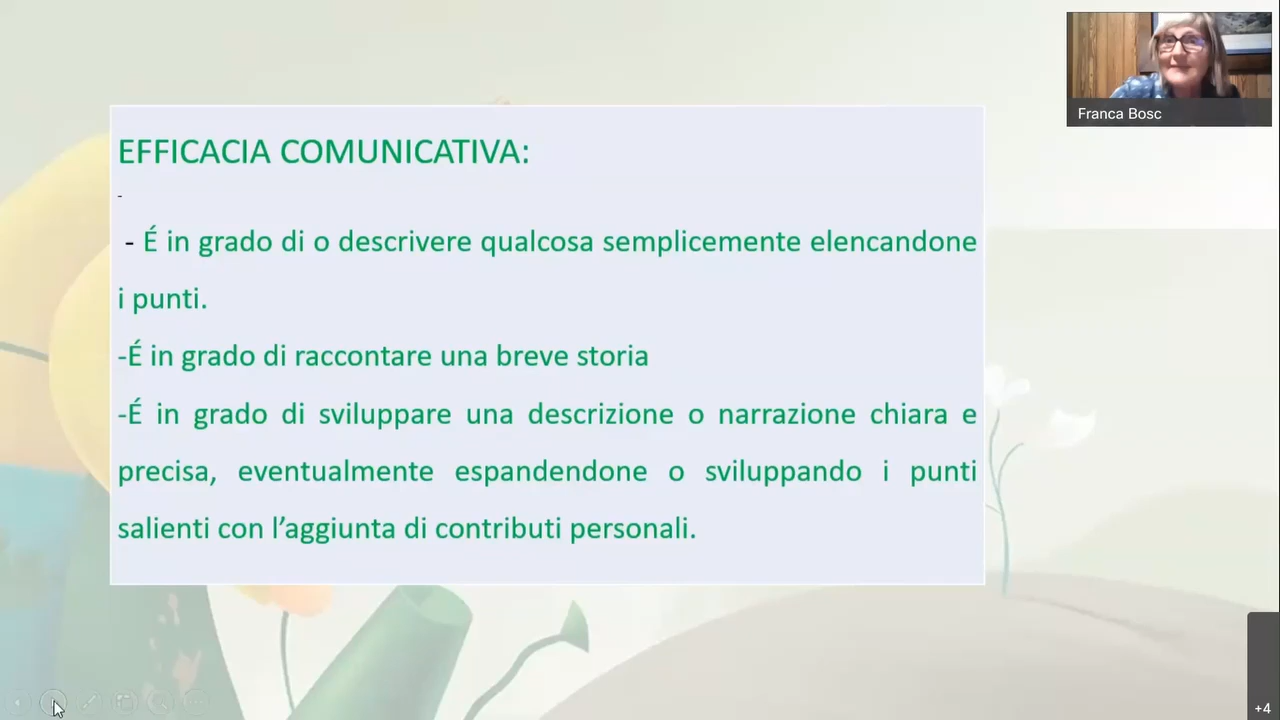 Franca Bosc
EFFICACIA COMUNICATIVA:
-
- É in grado di o descrivere qualcosa semplicemente elencandone
i punti.
-É in grado di raccontare una breve storia
-É in grado di sviluppare una descrizione o narrazione chiara e
precisa, eventualmente espandendone o sviluppando i punti
salienti con l’aggiunta di contributi personali.
+4